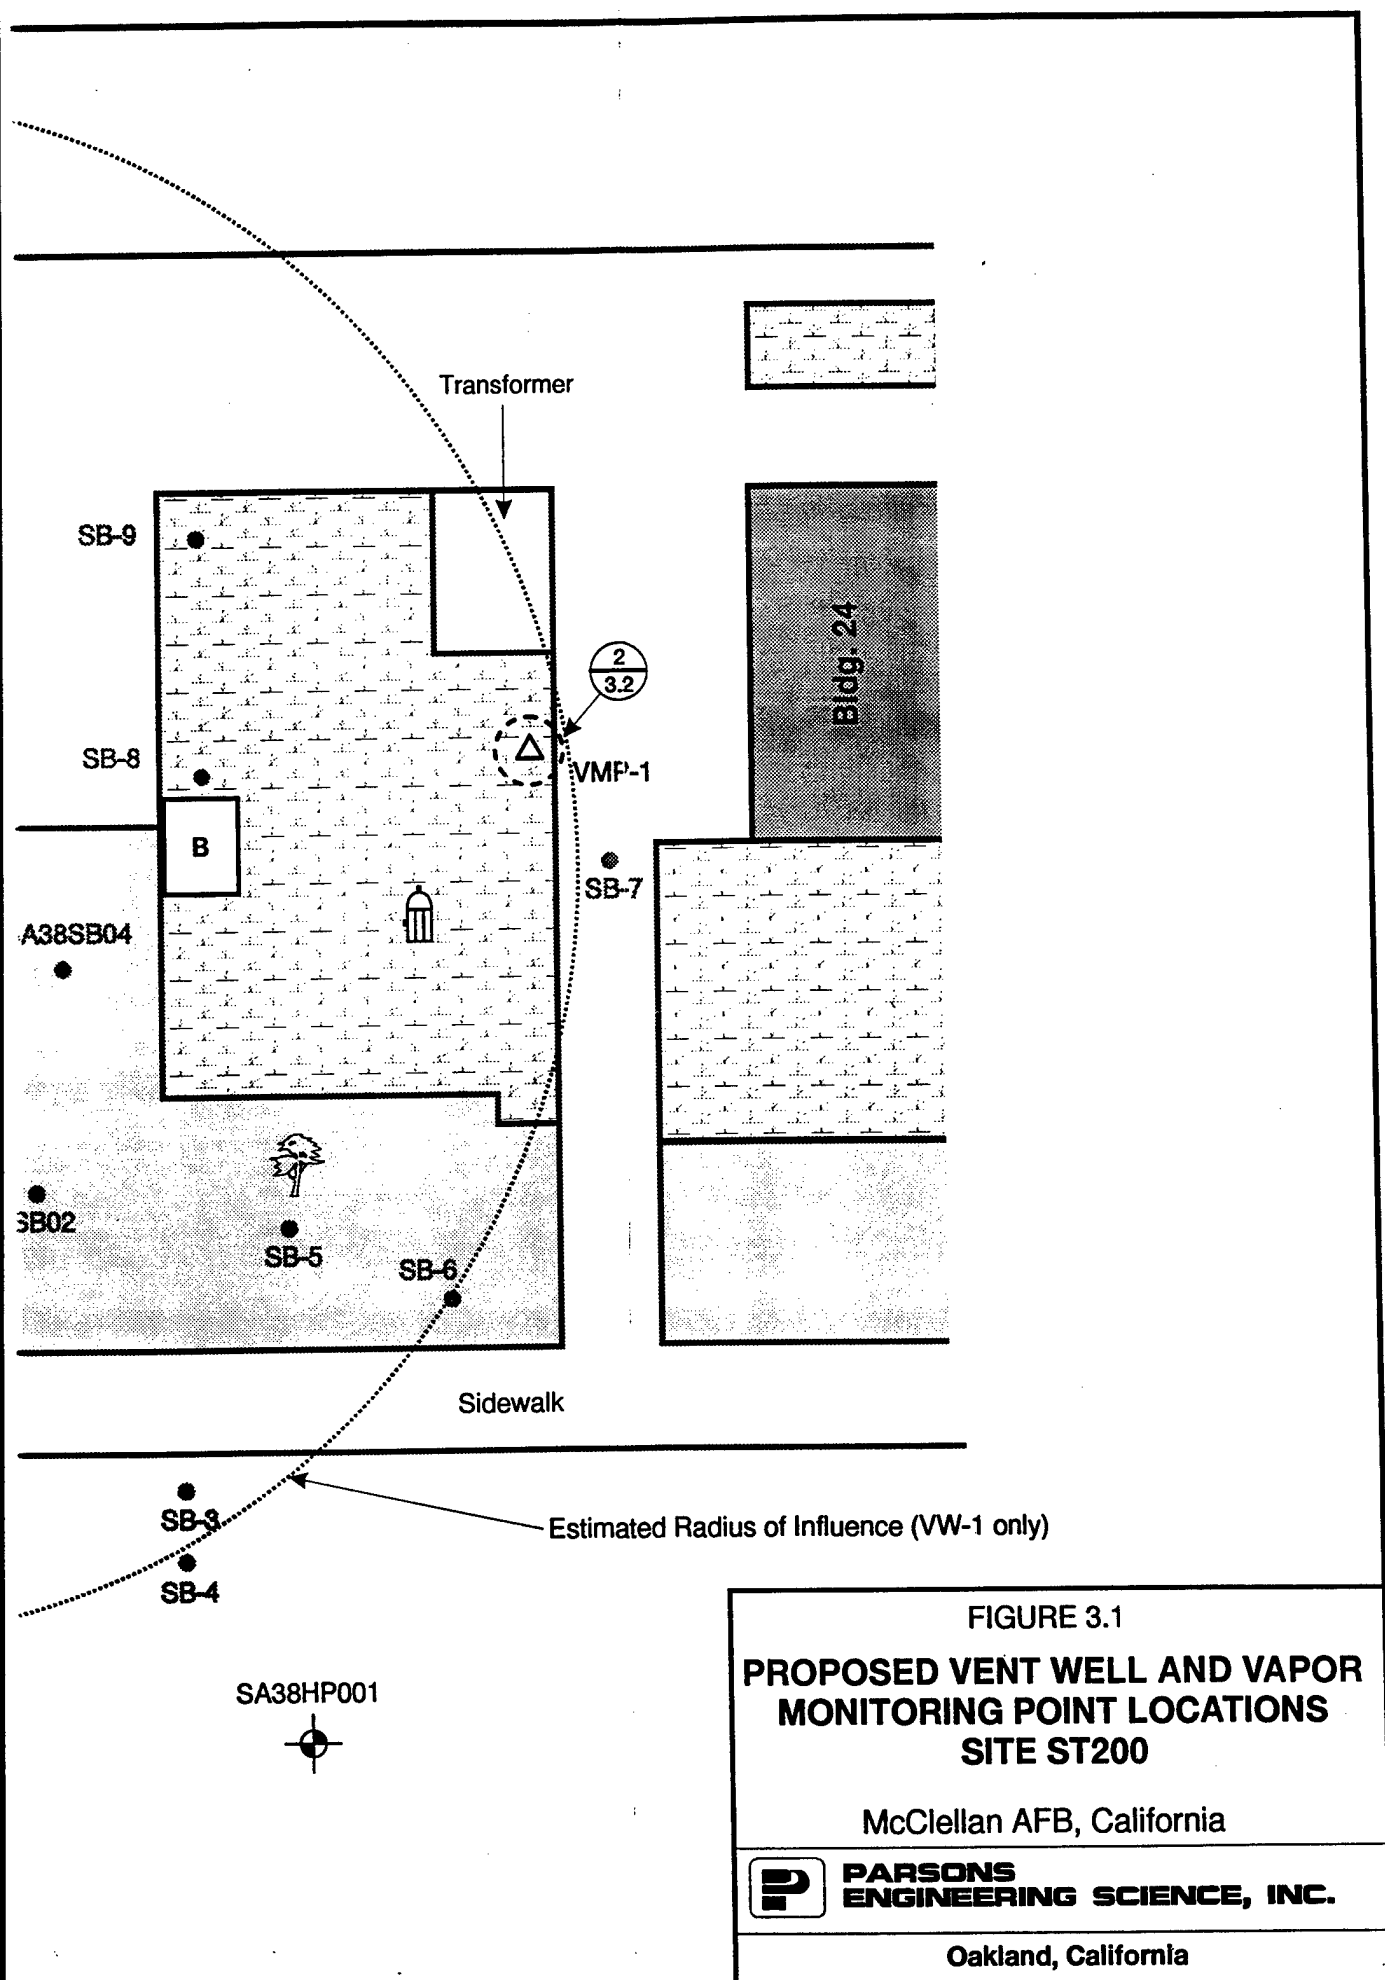 Transformer
SB-9
2
3.2
Bldg. 24
SB-8
VMP-1
B
SB-7
A38SB04
SB02
SB-5
SB-6
Sidewalk
SB-3
Estimated Radius of Influence (VW-1 only)
SB-4
SA38HP001
FIGURE 3.1
PROPOSED VENT WELL AND VAPOR
MONITORING POINT LOCATIONS
SITE ST200
McClellan AFB, California
PARSONS
ENGINEERING SCIENCE, INC.
Oakland, California